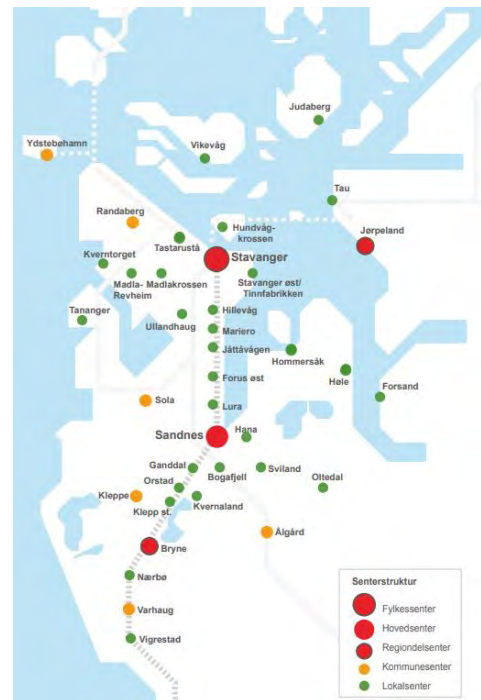 Judaberg
Ydstebøhamn
Vikevåg
Tau
Randaberg
Hundvåg-
krossen
Jørpeland
Tastarustå
Stavanger
Kverntorget
Madla-
Revheim
Madlakrossen
Stavanger øst/
Tinnfabrikken
Tananger
Ullandhaug
Hillevåg
Mariero
Jåttåvågen
Hommersåk
Høle
Forus øst
Forsand
Sola
Lura
Sandnes
Hana
Ganddal
Bogafjell
Sviland
Orstad
Oltedal
Kleppe
Klepp st.
Kvernaland
Ålgård
Bryne
Nærbø
Varhaug
Vigrestad
Senterstruktur
Fylkessenter
Hovedsenter
Regiondelsenter
Kommunesenter
Lokalsenter